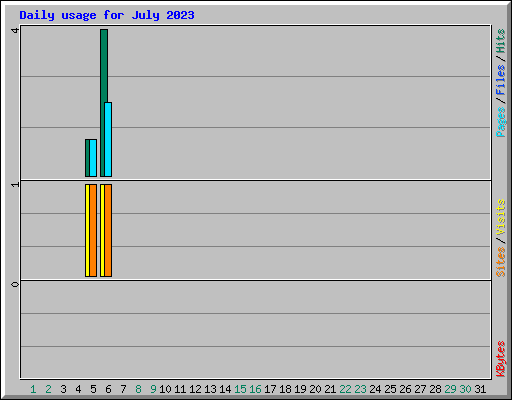 Daily usage for July 2023
4
1
0
Pages/Files/Hits
Sites/Visits
KBytes
1 2 3 4 5 6 7 8 9 10 11 12 13 14 15 16 17 18 19 20 21 22 23 24 25 26 27 28 29 30 31